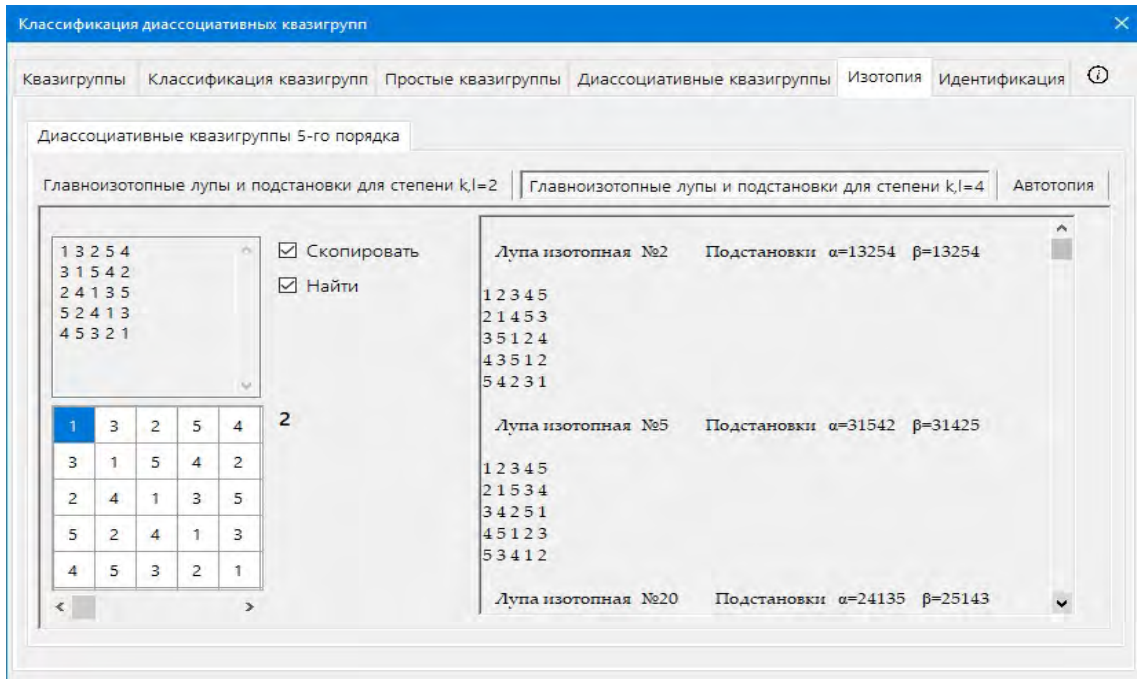 Классификация диассоциативных квазигрупп
Квазигруппы Классификация квазигрупп Простые квазигруппы Диассоциативные квазигруппы Изотопия Идентификация
Диассоциативные квазигруппы 5-го порядка
Главноизотопные лупы и подстановки для степени k,l=2 Главноизотопные лупы и подстановки для степени k,l=4 Автотопия
1 3 2 5 4
3 1 5 4 2
2 4 1 3 5
5 2 4 1 3
4 5 3 2 1
Скопировать
Найти
1 3 2 5 4
3 1 5 4 2
2 4 1 3 5
5 2 4 1 3
4 5 3 2 1
2
Лупа изотопная №2 Подстановки α=13254 β=13254
1 2 3 4 5
2 1 4 5 3
3 5 1 2 4
4 3 5 1 2
5 4 2 3 1
Лупа изотопная №5 Подстановки α=31542 β=31425
1 2 3 4 5
2 1 5 3 4
3 4 2 5 1
4 5 1 2 3
5 3 4 1 2
Лупа изотопная №20 Подстановки α=24135 β=25143